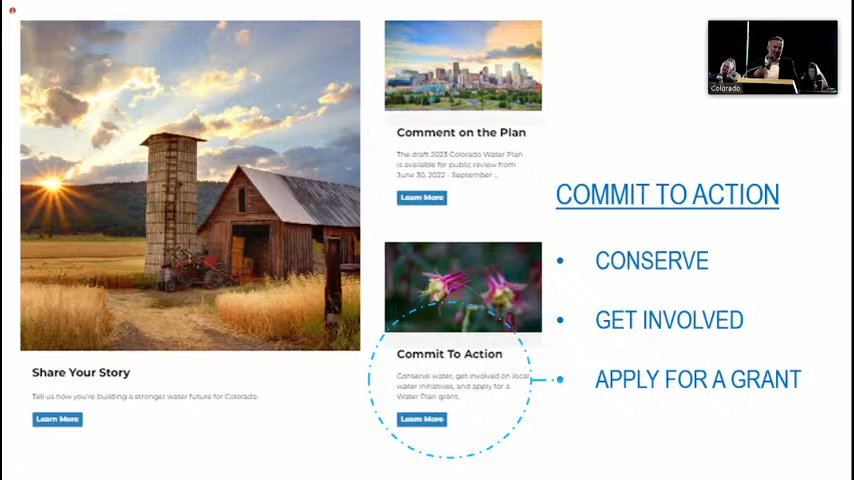 Colorado
Comment on the Plan
The draft 2023 Colorado Water Plan
is available for public review from
June 30, 2022 - September ...
Learn More
COMMIT TO ACTION
• CONSERVE
• GET INVOLVED
• APPLY FOR A GRANT
Commit To Action
Conserve water, get involved on local
water initiatives, and apply for a
Water Plan grant.
Learn More
Share Your Story
Tell us how you're building a stronger water future for Colorado.
Learn More